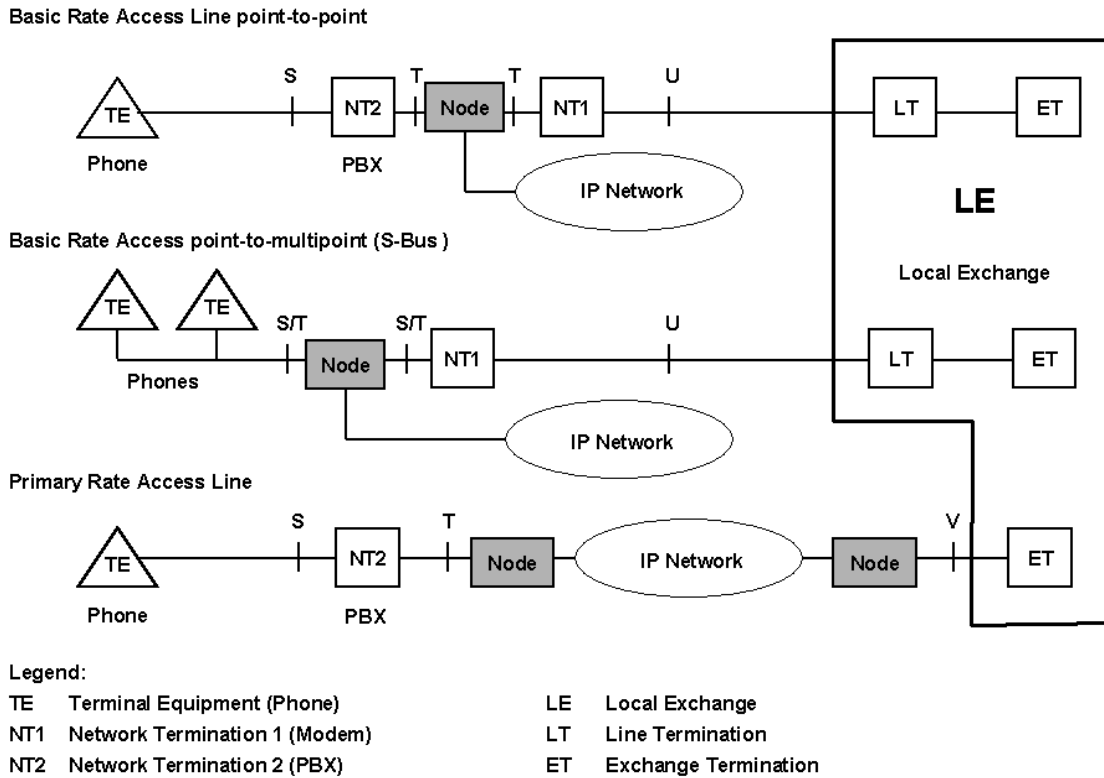 Basic Rate Access Line point-to-point
S T T U
TE NT2 Node NT1 LT ET
Phone PBX
IP Network
LE
Basic Rate Access point-to-multipoint (S-Bus )
Local Exchange
TE TE
S/T S/T U
Node NT1 LT ET
Phones
IP Network
Primary Rate Access Line
S T V
TE NT2 Node IP Network Node ET
Phone PBX
Legend:
TE Terminal Equipment (Phone) LE Local Exchange
NT1 Network Termination 1 (Modem) LT Line Termination
NT2 Network Termination 2 (PBX) ET Exchange Termination